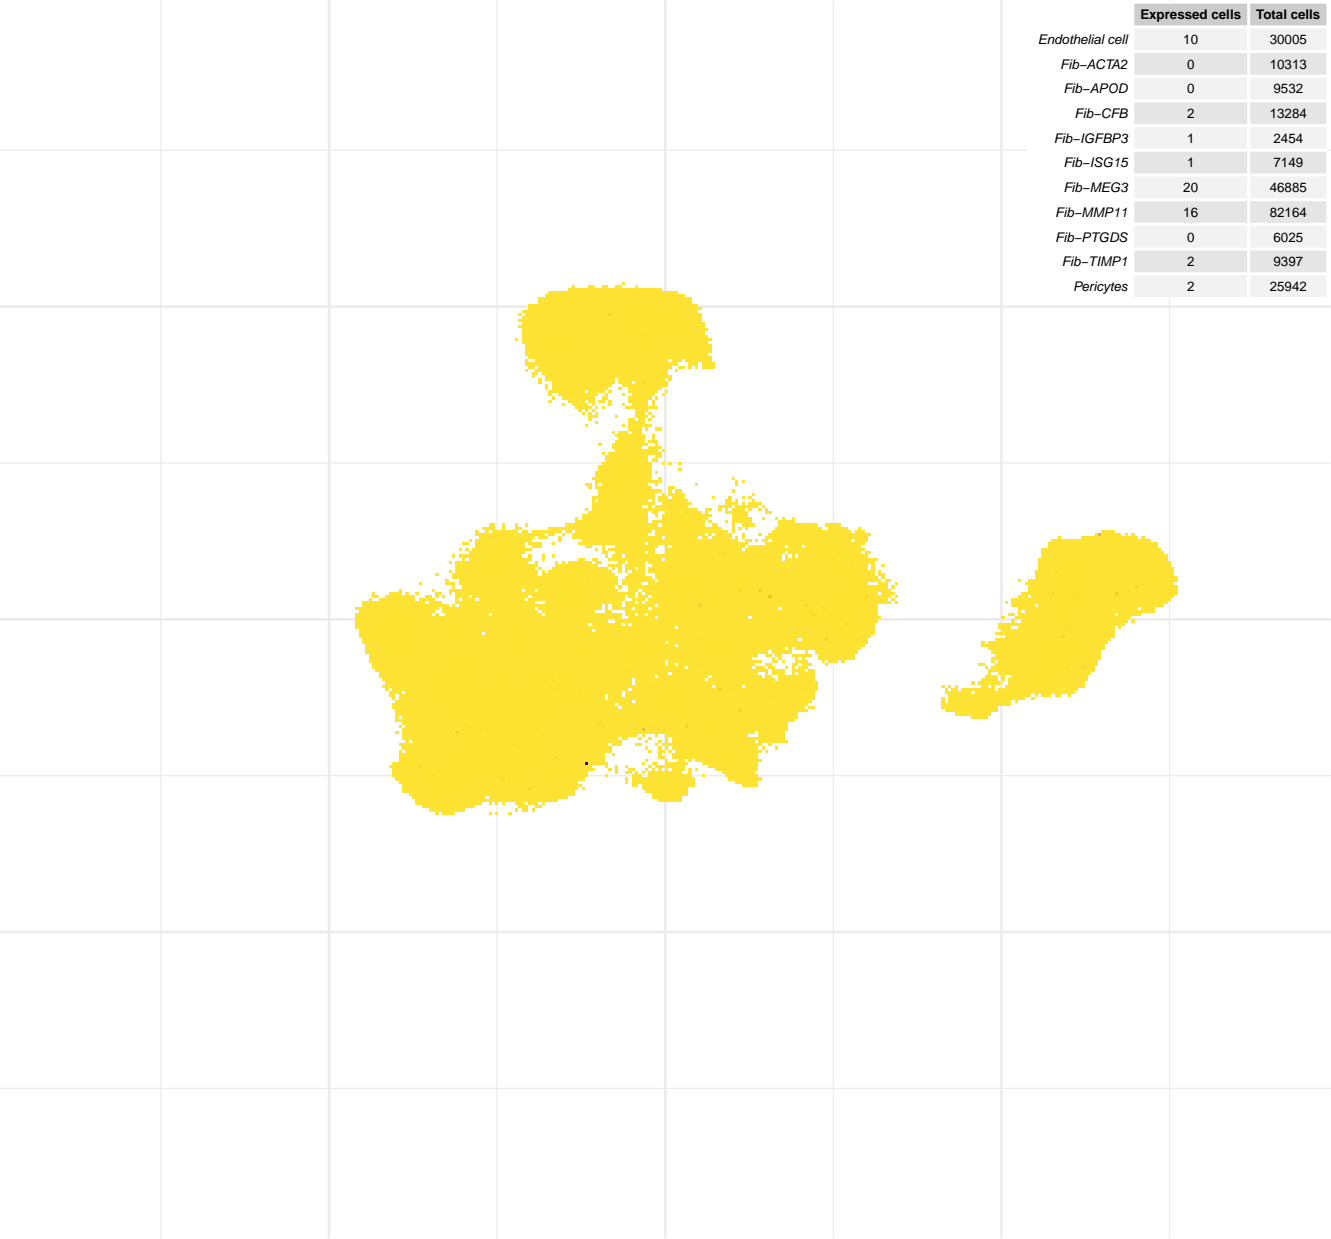 Expressed cells Total cells
Endothelial cell 10 30005
Fib−ACTA2 0 10313
Fib−APOD 0 9532
Fib−CFB 2 13284
Fib−IGFBP3 1 2454
Fib−ISG15 1 7149
Fib−MEG3 20 46885
Fib−MMP11 16 82164
Fib−PTGDS 0 6025
Fib−TIMP1 2 9397
Pericytes 2 25942